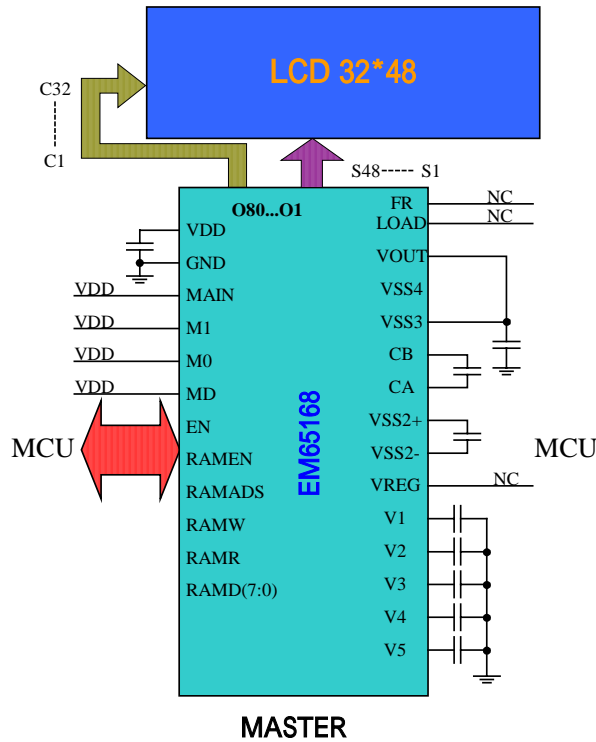 LCD 32*48
C32
C1
S48----- S1
O80...O1
VDD
GND
VDD MAIN
VDD M1
VDD M0
VDD MD
EN
RAMEN
RAMADS
RAMW
RAMR
RAMD(7:0)
MCU
EM65168
FR NC
LOAD NC
VOUT
VSS4
VSS3
CB
CA
VSS2+
VSS2-
VREG NC
V1
V2
V3
V4
V5
MCU
MASTER